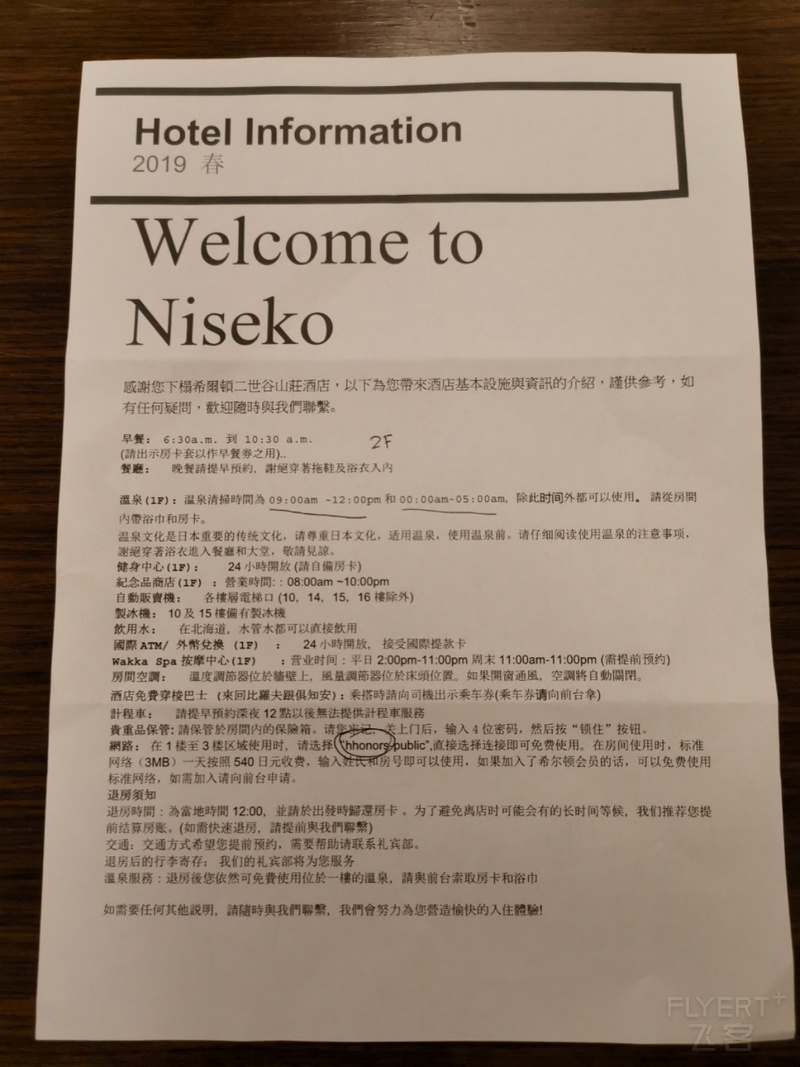 Hotel Information
2019 春
Welcome to
Niseko
感謝您下榻希爾頓二世谷山莊酒店，以下為您帶來酒店基本設施與資訊的介紹，謹供參考，如
有任何疑問，歡迎隨時與我們聯繫。
早餐： 6:30a.m. 到 10:30 a.m. 2F
(請出示房卡套以作早餐券之用)..
餐廳： 晚餐請提早預約，謝絕穿著拖鞋及浴衣入內
溫泉(1F)：溫泉清掃時間為 09:00am -12:00pm 和 00:00am-05:00am，除此时间外都可以使用。 請從房間
內帶浴巾和房卡。
温泉文化是日本重要的传统文化，请尊重日本文化，适用温泉，使用温泉前。请仔细阅读使用温泉的注意事项，
謝絕穿著浴衣進入餐廳和大堂，敬請見諒。
健身中心(1F)： 24 小時開放 (請自備房卡)
紀念品商店(1F) ：營業時間：: 08:00am ~10:00pm
自動販賣機： 各樓層電梯口 (10，14，15，16 樓除外)
製冰機： 10 及 15 樓備有製冰機
飲用水： 在北海道，水管水都可以直接飲用
國際 ATM/ 外幣兌換 (1F) ： 24 小時開放， 接受國際提款卡
Wakka Spa 按摩中心(1F) ：营业时间：平日 2:00pm-11:00pm 周末 11:00am-11:00pm (需提前预约)
房間空調： 溫度調節器位於牆壁上，風量調節器位於床頭位置。如果開窗通風，空調將自動關閉。
酒店免費穿梭巴士 (來回比羅夫跟俱知安)：乘搭時請向司機出示乘车券(乘车券请向前台拿)
計程車： 請提早預約深夜 12 點以後無法提供計程車服務
貴重品保管: 請保管於房間内的保險箱。请您牢记，关上门后，输入 4 位密码，然后按“锁住”按钮。
網路： 在 1 楼至 3 楼区域使用时，请选择 “hhonors-public”,直接选择连接即可免费使用。在房间使用时，标准
网络（3MB）一天按照 540 日元收费，输入姓氏和房号即可以使用，如果加入了希尔顿会员的话，可以免费使用
标准网络，如需加入请向前台申请。
退房須知
退房時間：為當地時間 12:00，並請於出發時歸還房卡 。为了避免离店时可能会有的长时间等候，我们推荐您提
前结算房账。(如需快速退房，請提前與我們聯繫)
交通：交通方式希望您提前预约，需要帮助请联系礼宾部。
退房后的行李寄存： 我们的礼宾部将为您服务
溫泉服務：退房後您依然可免費使用位於一樓的溫泉，請與前台索取房卡和浴巾
如需要任何其他説明，請隨時與我們聯繫，我們會努力為您營造愉快的入住體驗!
FLYERT+
飞客